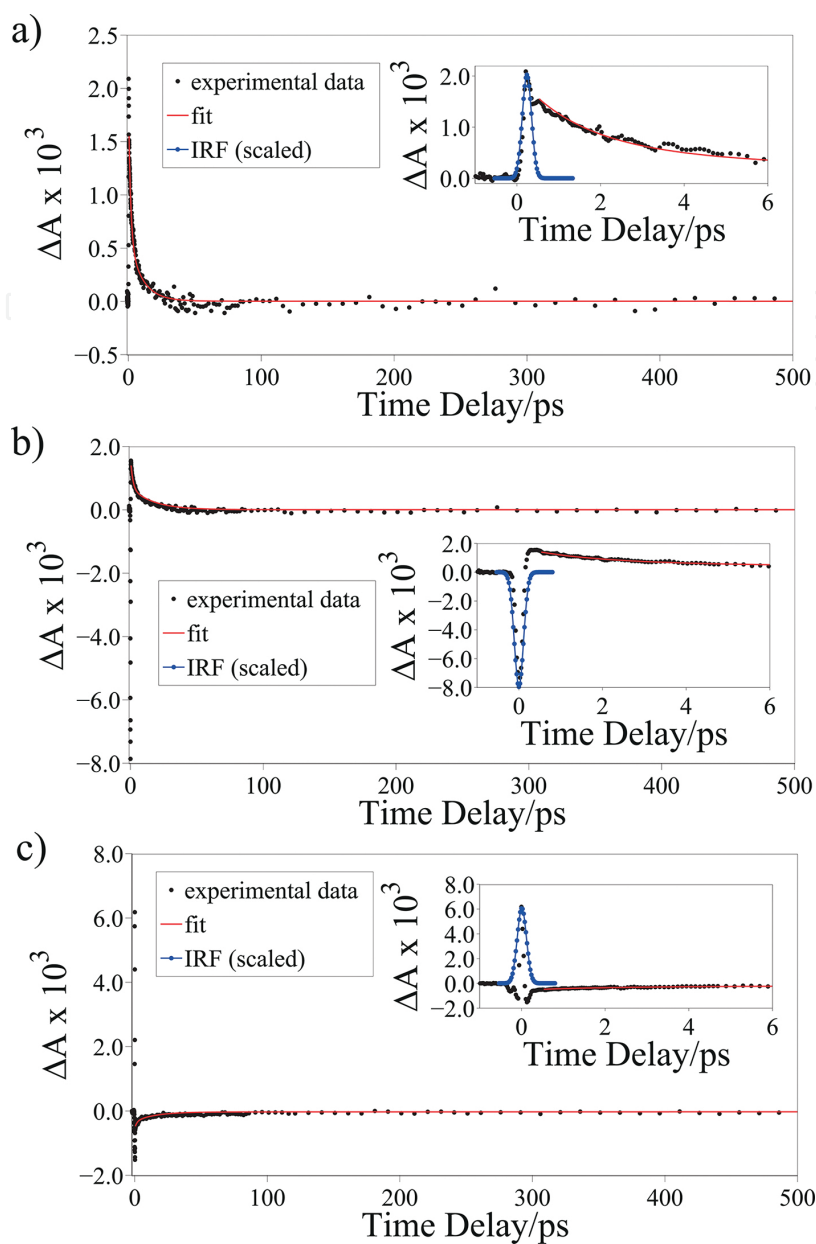 a)
2.5
2.0
1.5
1.0
0.5
0.0
−0.5
ΔA x 10³
experimental data
fit
IRF (scaled)
2.0
1.0
0.0
ΔA x 10³
0 2 4 6
Time Delay/ps
0 100 200 300 400 500
Time Delay/ps
b)
2.0
0.0
−2.0
−4.0
−6.0
−8.0
ΔA x 10³
experimental data
fit
IRF (scaled)
2.0
0.0
−2.0
−4.0
−6.0
−8.0
ΔA x 10³
0 2 4 6
Time Delay/ps
0 100 200 300 400 500
Time Delay/ps
c)
8.0
6.0
4.0
2.0
0.0
−2.0
ΔA x 10³
experimental data
fit
IRF (scaled)
8.0
6.0
4.0
2.0
0.0
−2.0
ΔA x 10³
0 2 4 6
Time Delay/ps
0 100 200 300 400 500
Time Delay/ps